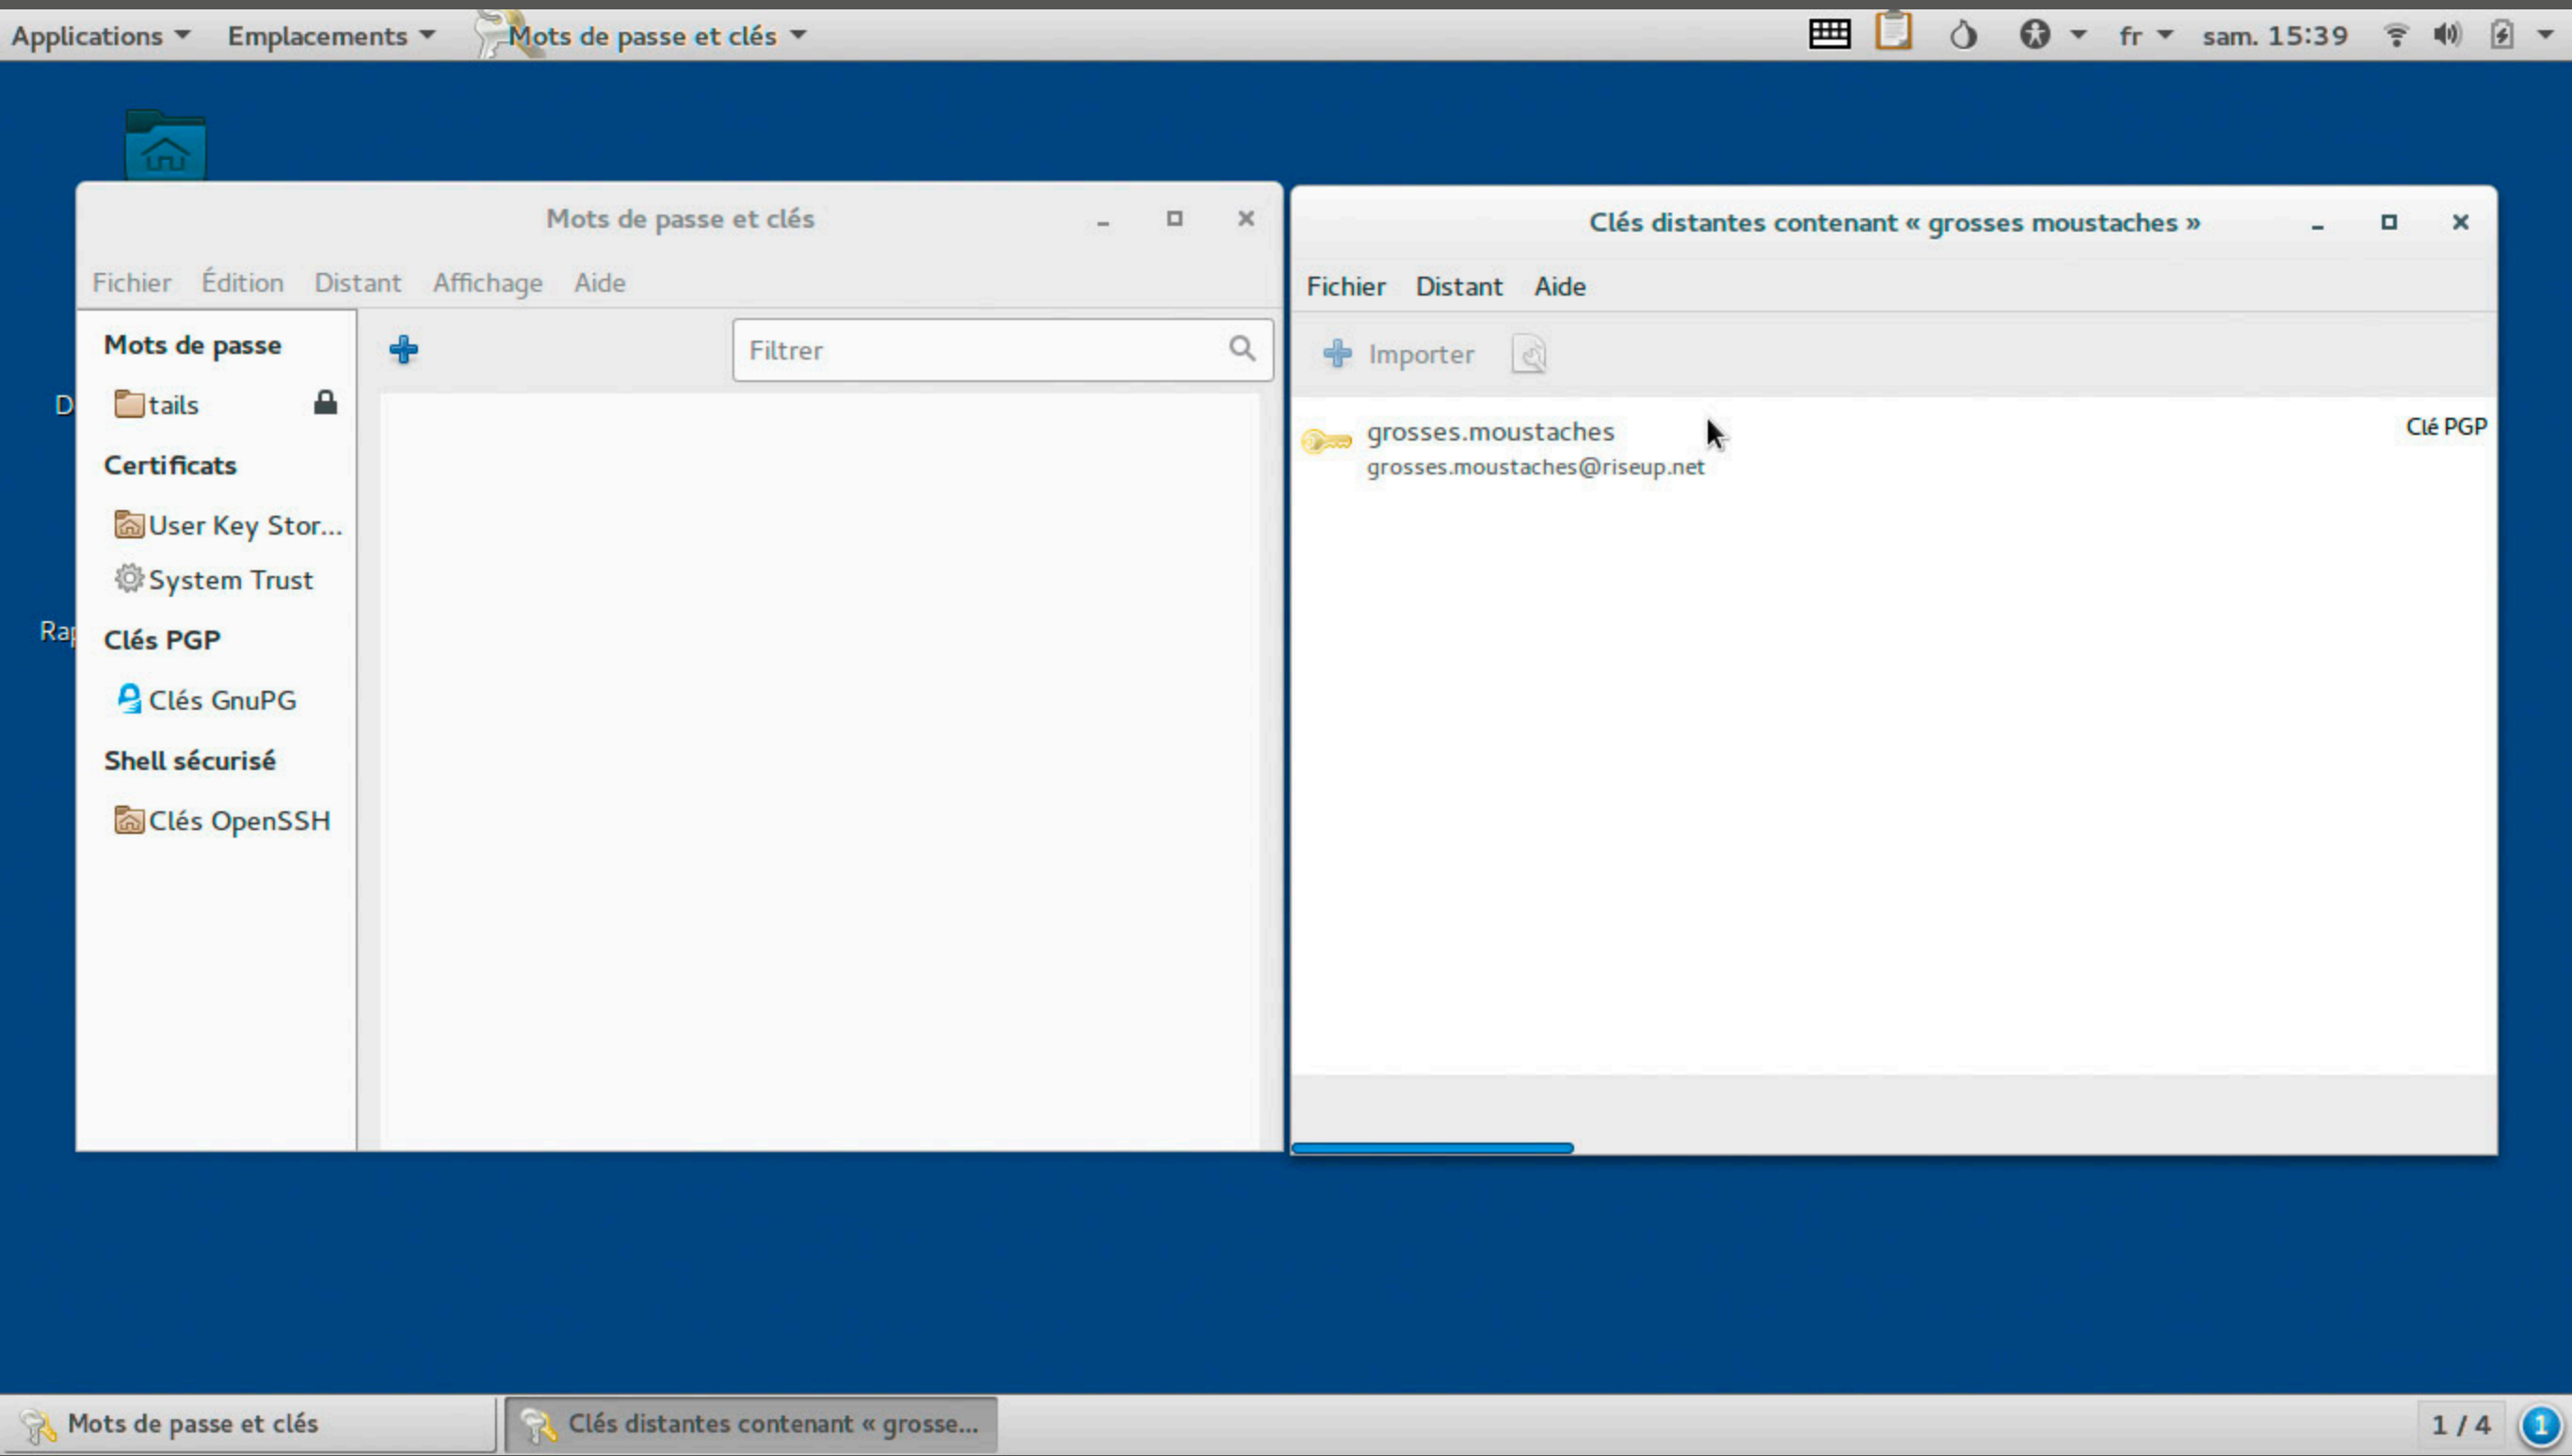 Applications Emplacements Mots de passe et clés fr sam. 15:39
Mots de passe et clés
Fichier Édition Distant Affichage Aide
Mots de passe
tails
Certificats
User Key Stor...
System Trust
Clés PGP
Clés GnuPG
Shell sécurisé
Clés OpenSSH
Filtrer
D
Rap
Clés distantes contenant « grosses moustaches »
Fichier Distant Aide
Importer
grosses.moustaches
grosses.moustaches@riseup.net
Clé PGP
Mots de passe et clés
Clés distantes contenant « grosse...
1 / 4
1